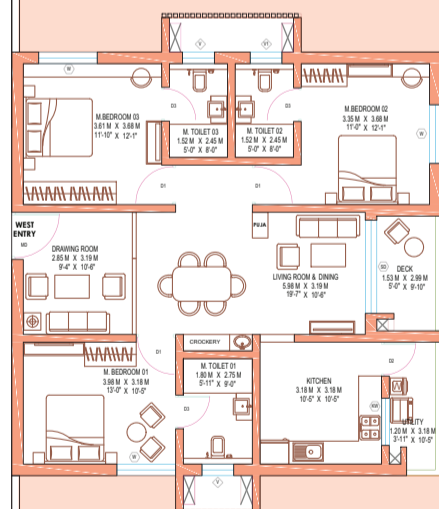 V
V1
W
D3
D3
M.BEDROOM 03
3.61 M X 3.68 M
11'-10" X 12'-1"
M. TOILET 03
1.52 M X 2.45 M
5'-0" X 8'-0"
M. TOILET 02
1.52 M X 2.45 M
5'-0" X 8'-0"
M.BEDROOM 02
3.35 M X 3.68 M
11'-0" X 12'-1"
W
D1
D1
WEST
ENTRY
MD
DRAWING ROOM
2.85 M X 3.19 M
9'-4" X 10'-6"
PUJA
LIVING ROOM & DINING
5.98 M X 3.19 M
19'-7" X 10'-6"
SD
DECK
1.53 M X 2.99 M
5'-0" X 9'-10"
CROCKERY
D1
D2
M. BEDROOM 01
3.98 M X 3.18 M
13'-0" X 10'-5"
M. TOILET 01
1.80 M X 2.75 M
5'-11" X 9'-0"
D3
KITCHEN
3.18 M X 3.18 M
10'-5" X 10'-5"
KW
UTILITY
1.20 M X 3.18 M
3'-11" X 10'-5"
W
V